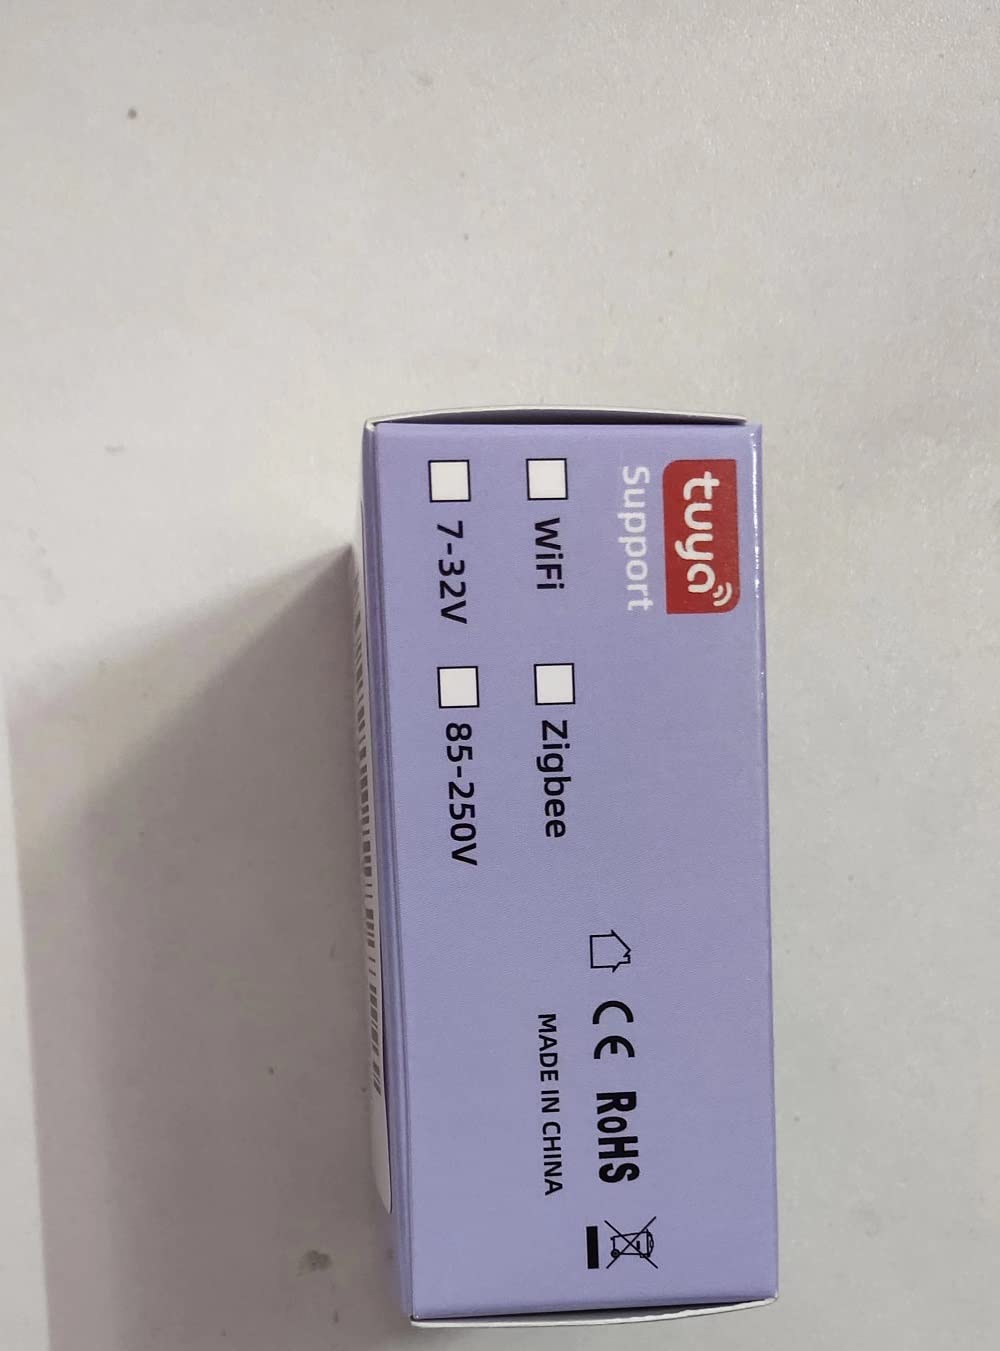 tuya
Support
WiFi
Zigbee
7-32V
85-250V
CE RoHS
MADE IN CHINA